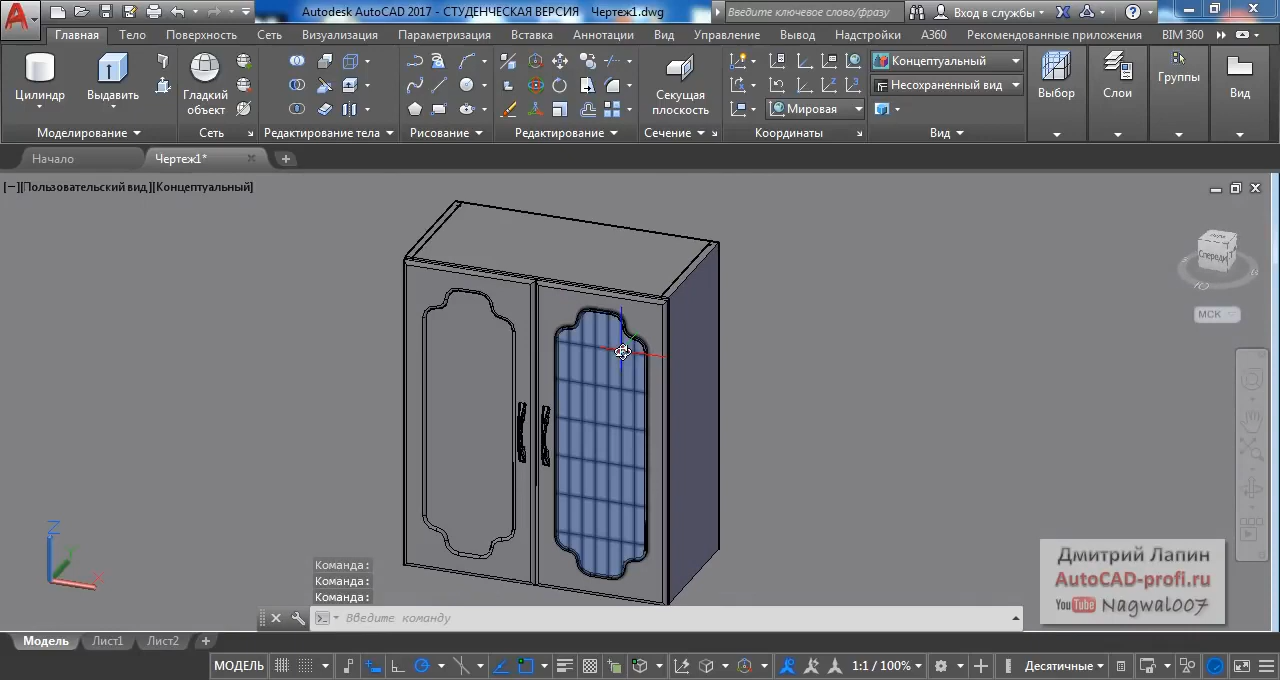 Autodesk AutoCAD 2017 - СТУДЕНЧЕСКАЯ ВЕРСИЯ Чертеж1.dwg
Введите ключевое слово/фразу
Вход в службы
Главная Тело Поверхность Сеть Визуализация Параметризация Вставка Аннотации Вид Управление Вывод Надстройки A360 Рекомендованные приложения BIM 360
Цилиндр
Выдавить
Гладкий
объект
Секущая
плоскость
Мировая
Концептуальный
Несохраненный вид
Выбор
Слои
Группы
Вид
Моделирование Сеть Редактирование тела Рисование Редактирование Сечение Координаты Вид
Начало
Чертеж1*
[−][Пользовательский вид][Концептуальный]
Спереди
Ю
МСК
Z
Y
X
Команда:
Команда:
Команда:
Введите команду
Дмитрий Лапин
AutoCAD-profi.ru
YouTube Nagwal007
Модель Лист1 Лист2
МОДЕЛЬ
1:1 / 100%
Десятичные